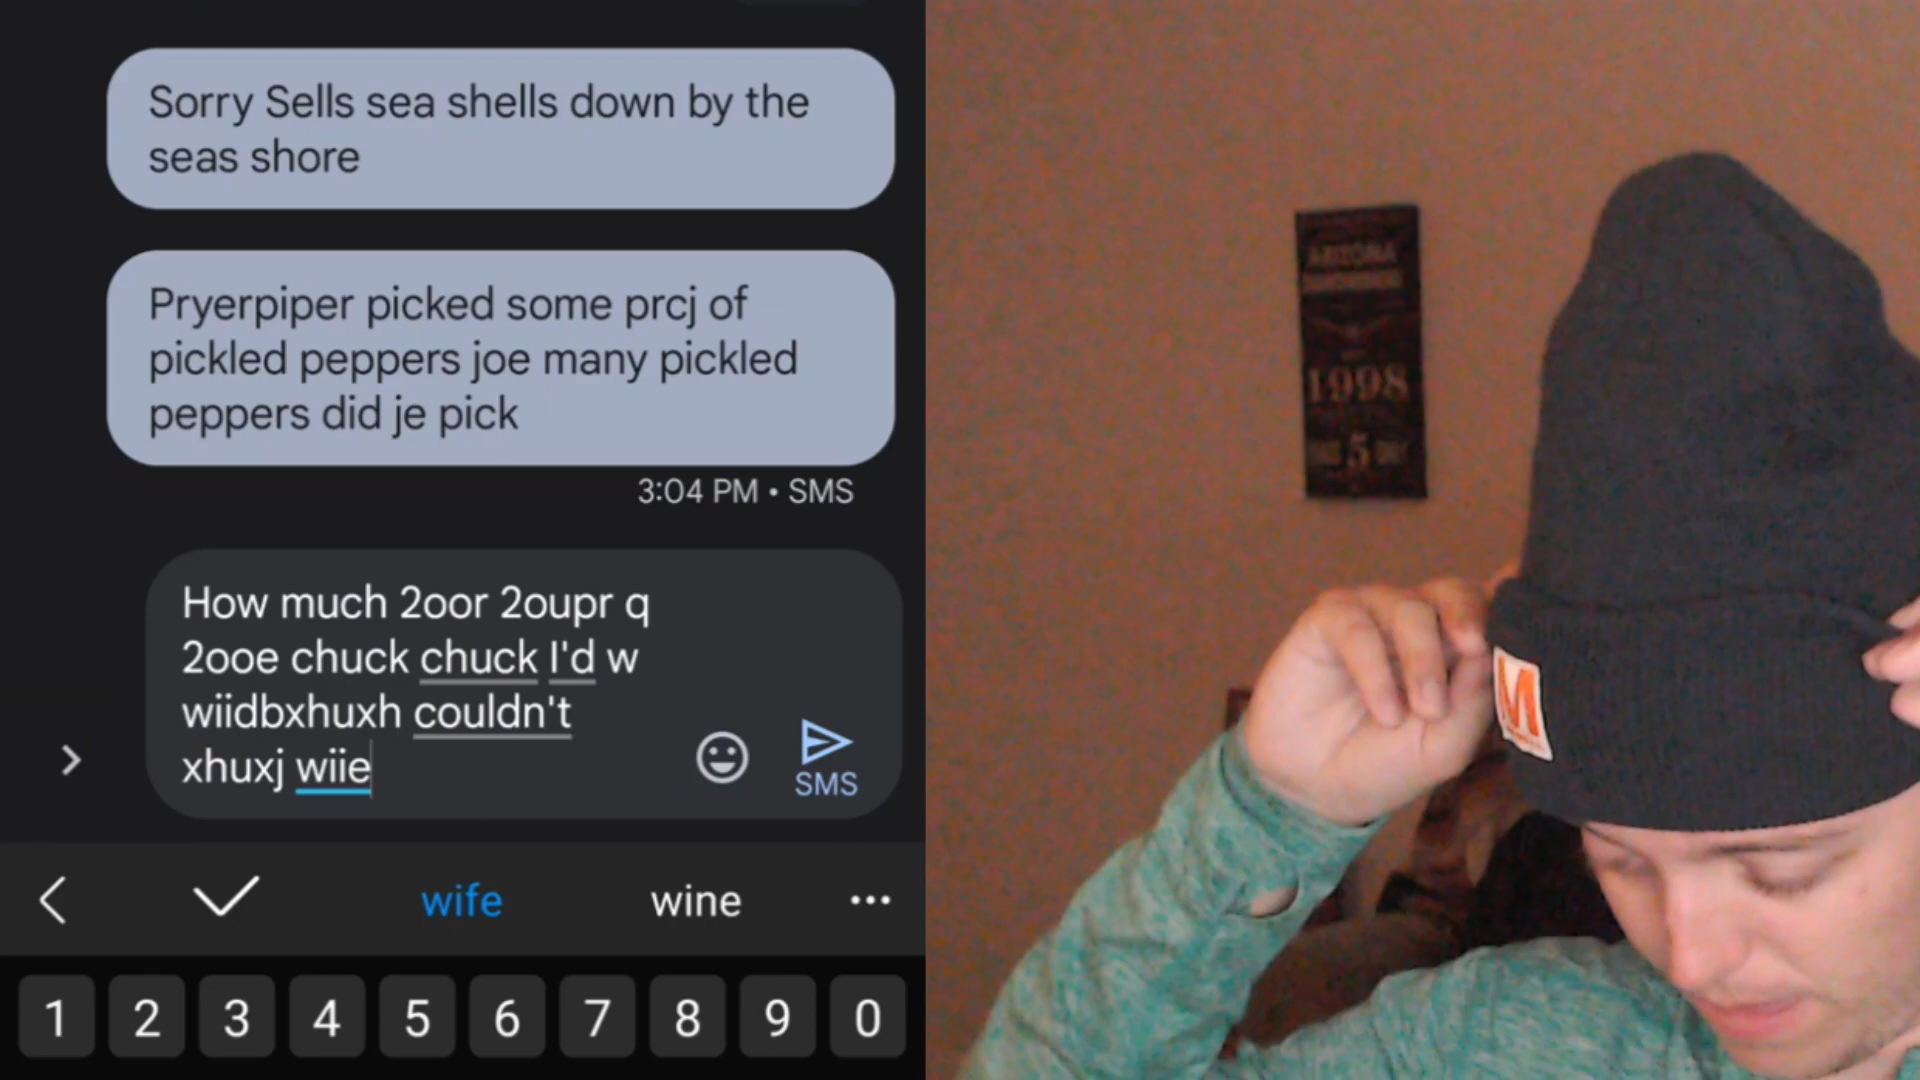 Sorry Sells sea shells down by the
seas shore
Pryerpiper picked some prcj of
pickled peppers joe many pickled
peppers did je pick
3:04 PM • SMS
How much 2oor 2oupr q
2ooe chuck chuck I'd w
wiidbxhuxh couldn't
xhuxj wiie
SMS
wife wine
1 2 3 4 5 6 7 8 9 0
ARIZONA
1998
5
M